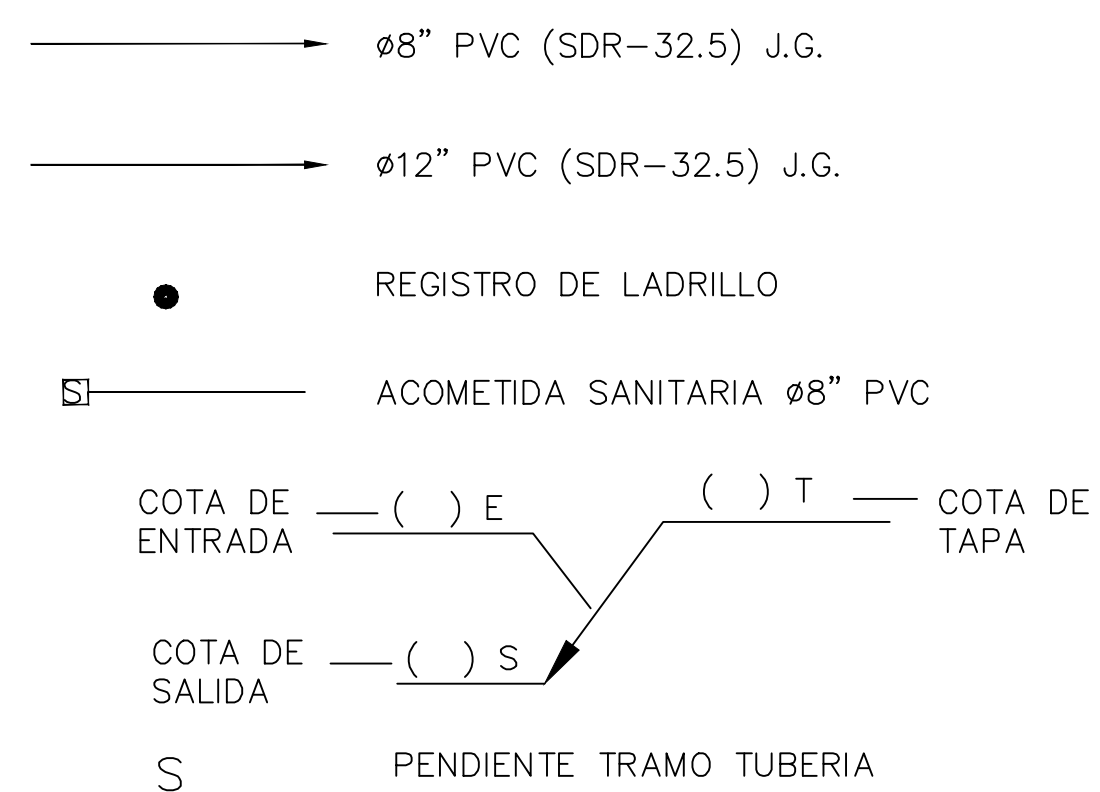 ø8” PVC (SDR-32.5) J.G.
ø12” PVC (SDR-32.5) J.G.
REGISTRO DE LADRILLO
S ACOMETIDA SANITARIA ø8” PVC
COTA DE
ENTRADA
( ) E
( ) T
COTA DE
TAPA
COTA DE
SALIDA
( ) S
S PENDIENTE TRAMO TUBERIA